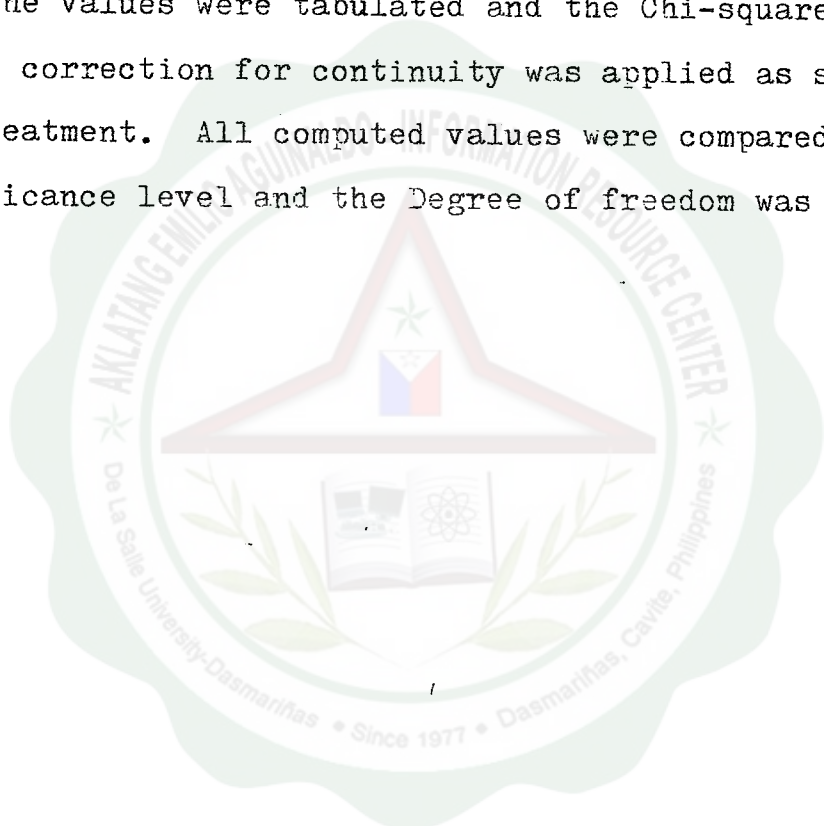 he values were tabulated and the Chi-square
correction for continuity was applied as s
eatment. All computed values were compared
icance level and the Degree of freedom was
AKLATANG EMILIO AGUINALDO - INFORMATION RESOURCE CENTER
De La Salle University-Dasmariñas • Since 1977 • Dasmariñas, Cavite, Philippines